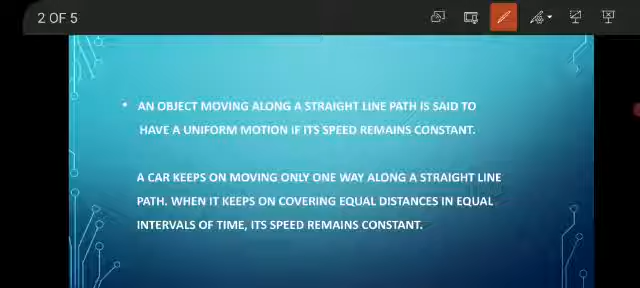 2 OF 5
• AN OBJECT MOVING ALONG A STRAIGHT LINE PATH IS SAID TO
HAVE A UNIFORM MOTION IF ITS SPEED REMAINS CONSTANT.
A CAR KEEPS ON MOVING ONLY ONE WAY ALONG A STRAIGHT LINE
PATH. WHEN IT KEEPS ON COVERING EQUAL DISTANCES IN EQUAL
INTERVALS OF TIME, ITS SPEED REMAINS CONSTANT.